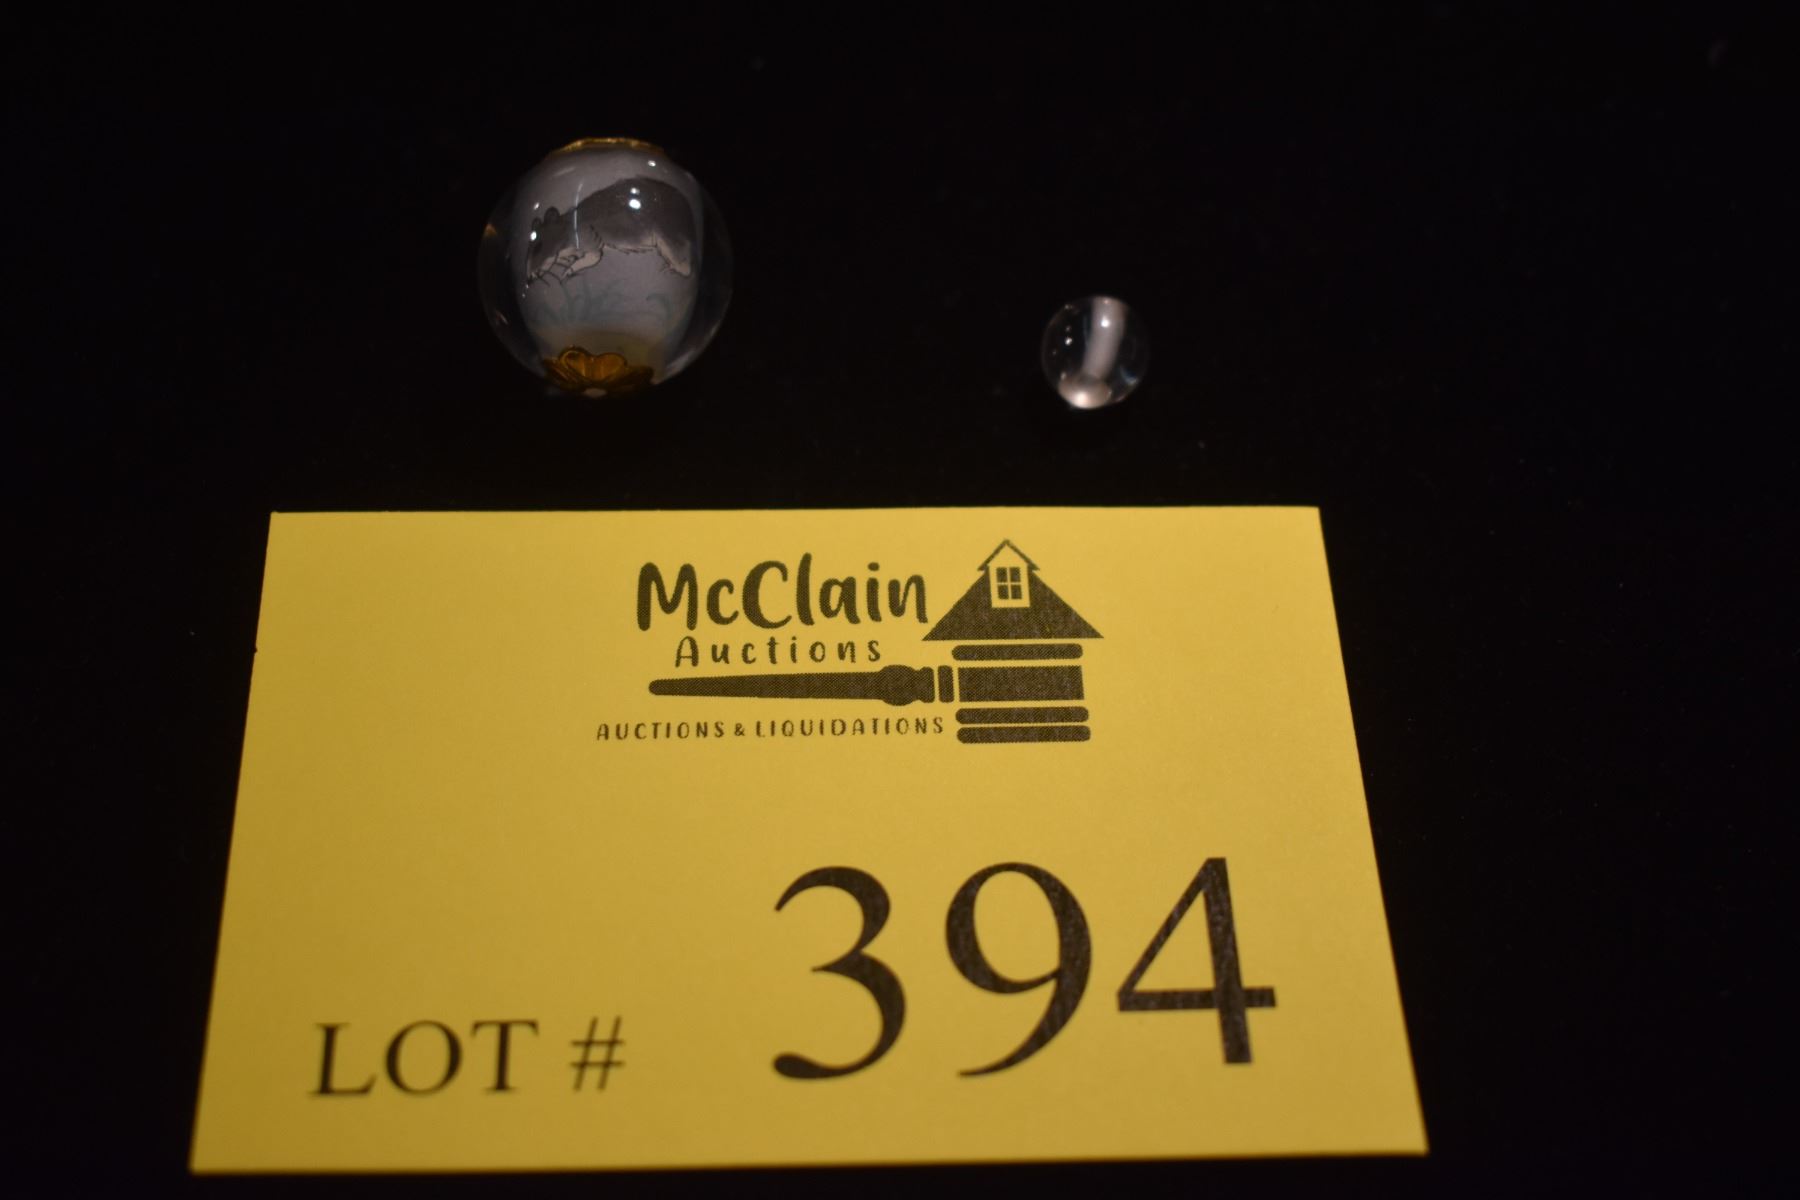 McClain
Auctions
AUCTIONS & LIQUIDATIONS
LOT # 394